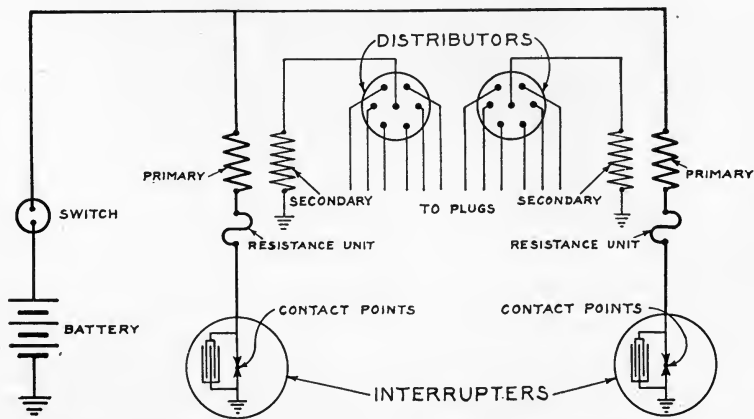 DISTRIBUTORS
PRIMARY
SECONDARY
TO PLUGS
SECONDARY
PRIMARY
SWITCH
RESISTANCE UNIT
RESISTANCE UNIT
BATTERY
CONTACT POINTS
CONTACT POINTS
INTERRUPTERS